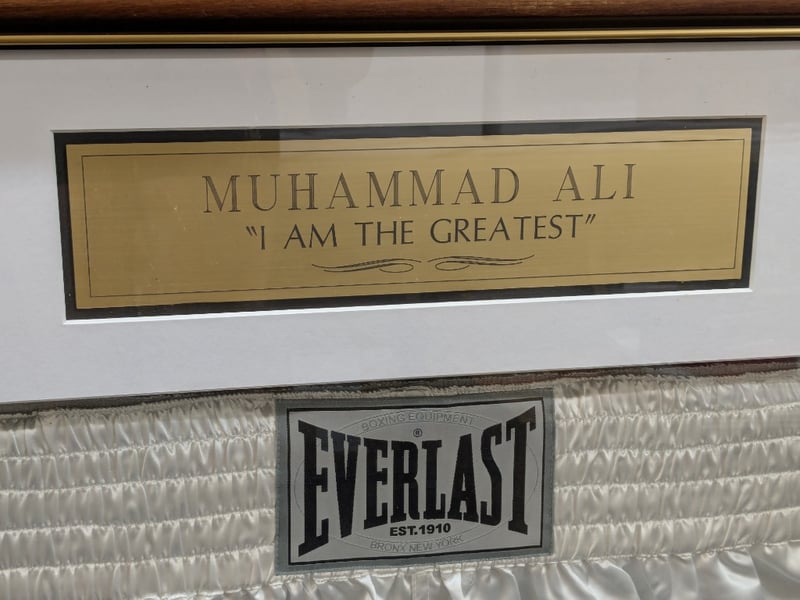 MUHAMMAD ALI
“I AM THE GREATEST”
BOXING EQUIPMENT
®
EVERLAST
EST.1910
BRONX NEW YORK